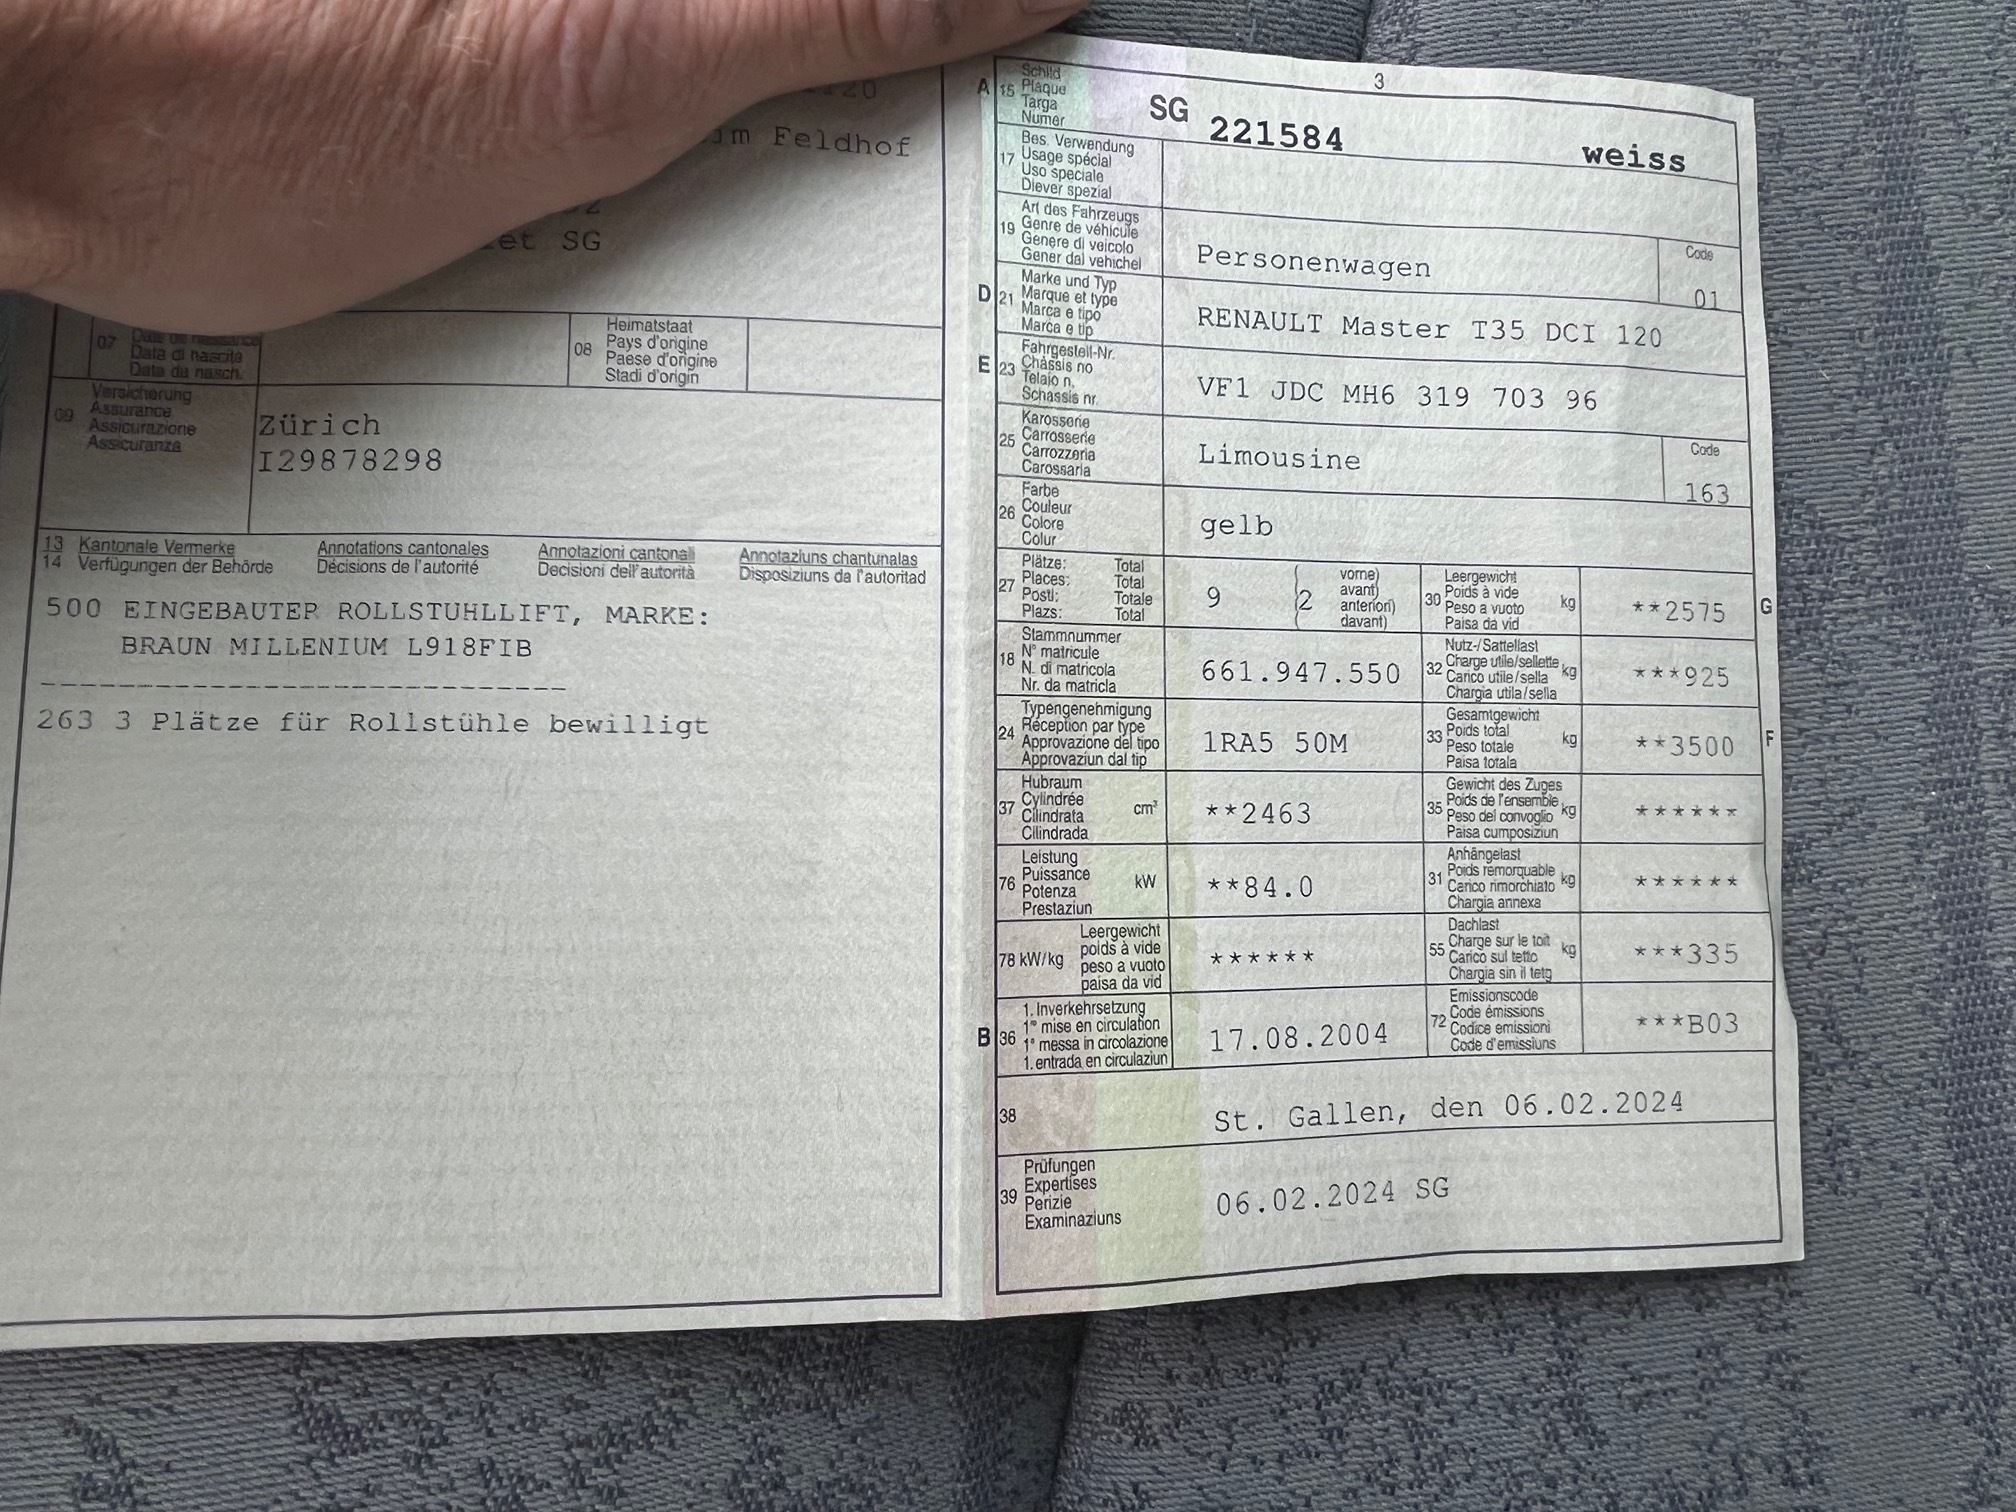 120
im Feldhof
et SG
07
Data di nascita
Data da nasch.
08
Heimatstaat
Pays d'origine
Paese d'origine
Stadi d'origin
09
Versicherung
Assurance
Assicurazione
Assicuranza
Zürich
I29878298
13 Kantonale Vermerke Annotations cantonales Annotazioni cantonali Annotaziuns chantunalas
14 Verfügungen der Behörde Décisions de l'autorité Decisioni dell'autorità Disposiziuns da l'autoritad
500 EINGEBAUTER ROLLSTUHLLIFT, MARKE:
BRAUN MILLENIUM L918FIB
263 3 Plätze für Rollstühle bewilligt
3
A 15
Schild
Plaque
Targa
Numer
SG 221584 weiss
17
Bes. Verwendung
Usage spécial
Uso speciale
Diever spezial
19
Art des Fahrzeugs
Genre de véhicule
Genere di veicolo
Gener dal vehichel
Personenwagen
Code
01
D 21
Marke und Typ
Marque et type
Marca e tipo
Marca e tip
RENAULT Master T35 DCI 120
E 23
Fahrgestell-Nr.
Châssis no
Telaio n.
Schassis nr.
VF1 JDC MH6 319 703 96
25
Karosserie
Carrosserie
Carrozzeria
Carossaria
Limousine
Code
163
26
Farbe
Couleur
Colore
Colur
gelb
27
Plätze: Total
Places: Total
Posti: Totale
Plazs: Total
9
2
vorne)
avant)
anteriori)
davant)
30
Leergewicht
Poids à vide
Peso a vuoto
Paisa da vid
kg
**2575
G
18
Stammnummer
N° matricule
N. di matricola
Nr. da matricla
661.947.550
32
Nutz-/Sattellast
Charge utile/sellette
Carico utile/sella
Chargia utila/sella
kg
***925
24
Typengenehmigung
Réception par type
Approvazione del tipo
Approvaziun dal tip
1RA5 50M
33
Gesamtgewicht
Poids total
Peso totale
Paisa totala
kg
**3500
F
37
Hubraum
Cylindrée
Cilindrata
Cilindrada
cm³
**2463
35
Gewicht des Zuges
Poids de l'ensemble
Peso del convoglio
Paisa cumposiziun
kg
******
76
Leistung
Puissance
Potenza
Prestaziun
kW
**84.0
31
Anhängelast
Poids remorquable
Carico rimorchiato
Chargia annexa
kg
******
78 kW/kg
Leergewicht
poids à vide
peso a vuoto
paisa da vid
******
55
Dachlast
Charge sur le toit
Carico sul tetto
Chargia sin il tetg
kg
***335
B 36
1. Inverkehrsetzung
1re mise en circulation
1a messa in circolazione
1. entrada en circulaziun
17.08.2004
72
Emissionscode
Code émissions
Codice emissioni
Code d'emissiuns
***B03
38
St. Gallen, den 06.02.2024
39
Prüfungen
Expertises
Perizie
Examinaziuns
06.02.2024 SG